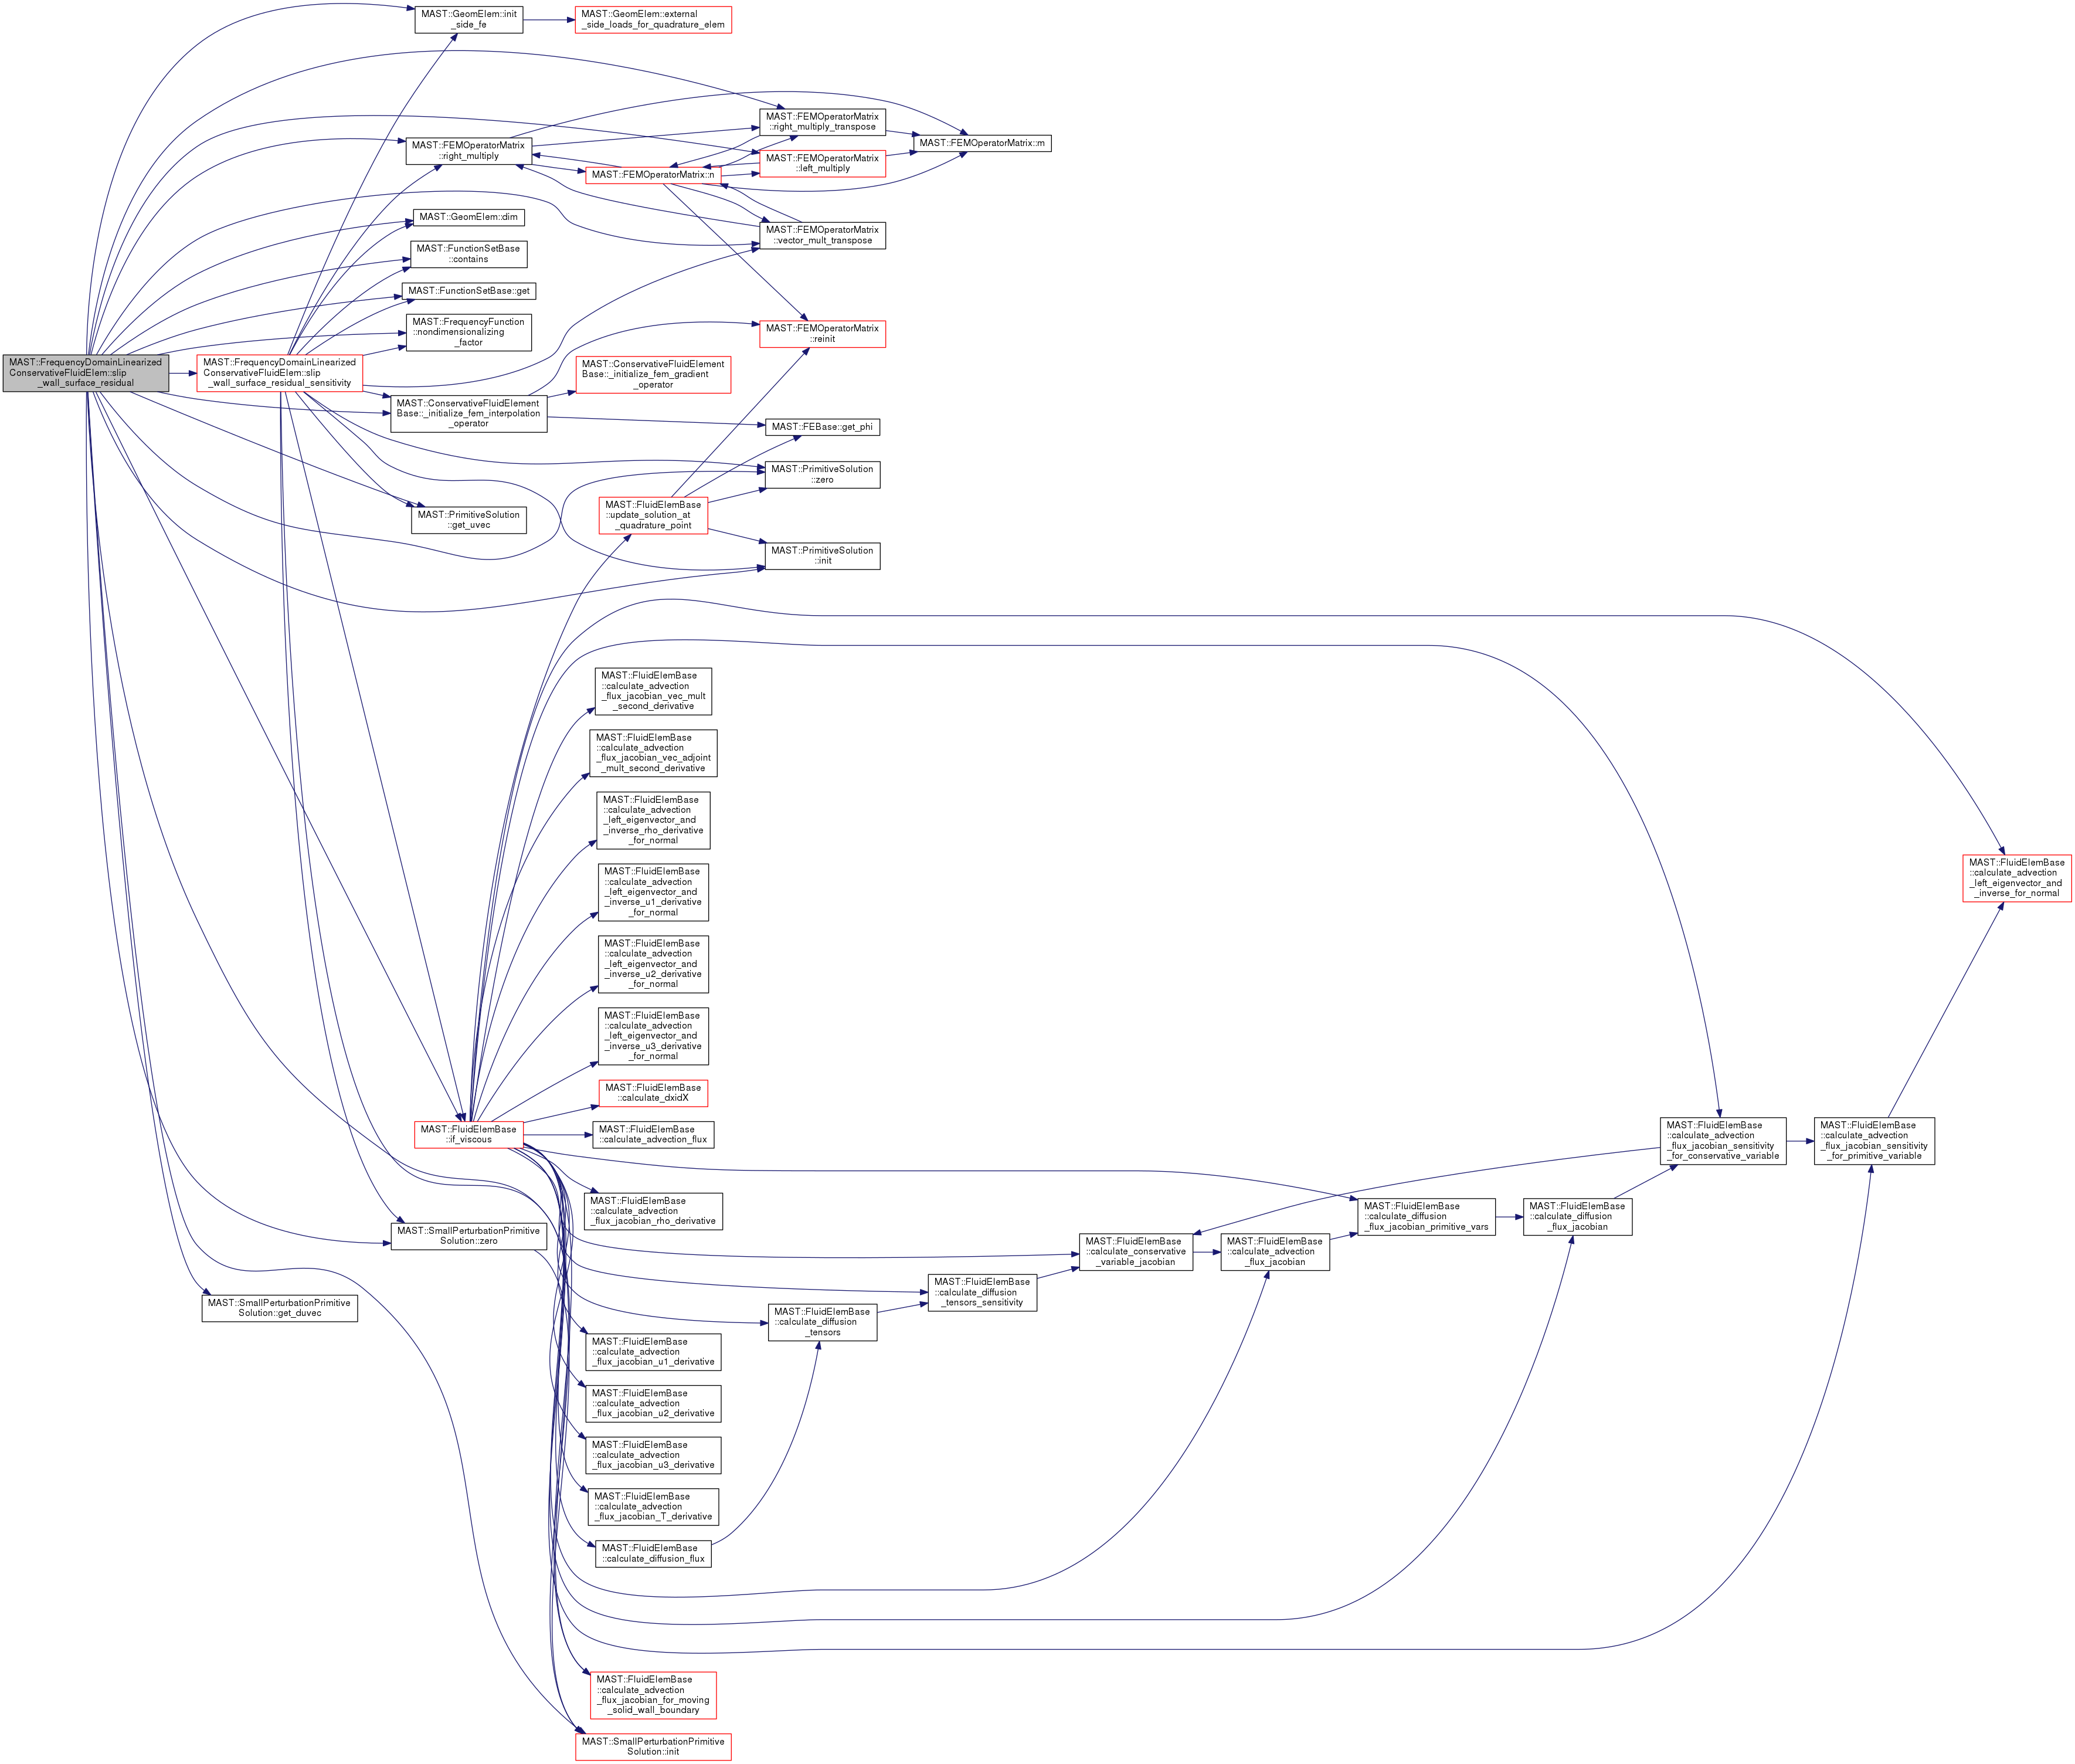 MAST::GeomElem::init
_side_fe
MAST::GeomElem::external
_side_loads_for_quadrature_elem
MAST::FEMOperatorMatrix
::right_multiply_transpose
MAST::FEMOperatorMatrix::m
MAST::FEMOperatorMatrix
::right_multiply
MAST::FEMOperatorMatrix
::left_multiply
MAST::FEMOperatorMatrix::n
MAST::GeomElem::dim
MAST::FEMOperatorMatrix
::vector_mult_transpose
MAST::FunctionSetBase
::contains
MAST::FunctionSetBase::get
MAST::FrequencyFunction
::nondimensionalizing
_factor
MAST::FEMOperatorMatrix
::reinit
MAST::FrequencyDomainLinearized
ConservativeFluidElem::slip
_wall_surface_residual
MAST::FrequencyDomainLinearized
ConservativeFluidElem::slip
_wall_surface_residual_sensitivity
MAST::ConservativeFluidElement
Base::_initialize_fem_gradient
_operator
MAST::ConservativeFluidElement
Base::_initialize_fem_interpolation
_operator
MAST::FEBase::get_phi
MAST::PrimitiveSolution
::zero
MAST::PrimitiveSolution
::get_uvec
MAST::FluidElemBase
::update_solution_at
_quadrature_point
MAST::PrimitiveSolution
::init
MAST::FluidElemBase
::calculate_advection
_flux_jacobian_vec_mult
_second_derivative
MAST::FluidElemBase
::calculate_advection
_flux_jacobian_vec_adjoint
_mult_second_derivative
MAST::FluidElemBase
::calculate_advection
_left_eigenvector_and
_inverse_rho_derivative
_for_normal
MAST::FluidElemBase
::calculate_advection
_left_eigenvector_and
_inverse_for_normal
MAST::FluidElemBase
::calculate_advection
_left_eigenvector_and
_inverse_u1_derivative
_for_normal
MAST::FluidElemBase
::calculate_advection
_left_eigenvector_and
_inverse_u2_derivative
_for_normal
MAST::FluidElemBase
::calculate_advection
_left_eigenvector_and
_inverse_u3_derivative
_for_normal
MAST::FluidElemBase
::calculate_dxidX
MAST::FluidElemBase
::if_viscous
MAST::FluidElemBase
::calculate_advection_flux
MAST::FluidElemBase
::calculate_advection
_flux_jacobian_sensitivity
_for_conservative_variable
MAST::FluidElemBase
::calculate_advection
_flux_jacobian_sensitivity
_for_primitive_variable
MAST::FluidElemBase
::calculate_advection
_flux_jacobian_rho_derivative
MAST::FluidElemBase
::calculate_diffusion
_flux_jacobian_primitive_vars
MAST::FluidElemBase
::calculate_diffusion
_flux_jacobian
MAST::SmallPerturbationPrimitive
Solution::zero
MAST::FluidElemBase
::calculate_conservative
_variable_jacobian
MAST::FluidElemBase
::calculate_advection
_flux_jacobian
MAST::FluidElemBase
::calculate_diffusion
_tensors_sensitivity
MAST::SmallPerturbationPrimitive
Solution::get_duvec
MAST::FluidElemBase
::calculate_diffusion
_tensors
MAST::FluidElemBase
::calculate_advection
_flux_jacobian_u1_derivative
MAST::FluidElemBase
::calculate_advection
_flux_jacobian_u2_derivative
MAST::FluidElemBase
::calculate_advection
_flux_jacobian_u3_derivative
MAST::FluidElemBase
::calculate_advection
_flux_jacobian_T_derivative
MAST::FluidElemBase
::calculate_diffusion_flux
MAST::FluidElemBase
::calculate_advection
_flux_jacobian_for_moving
_solid_wall_boundary
MAST::SmallPerturbationPrimitive
Solution::init